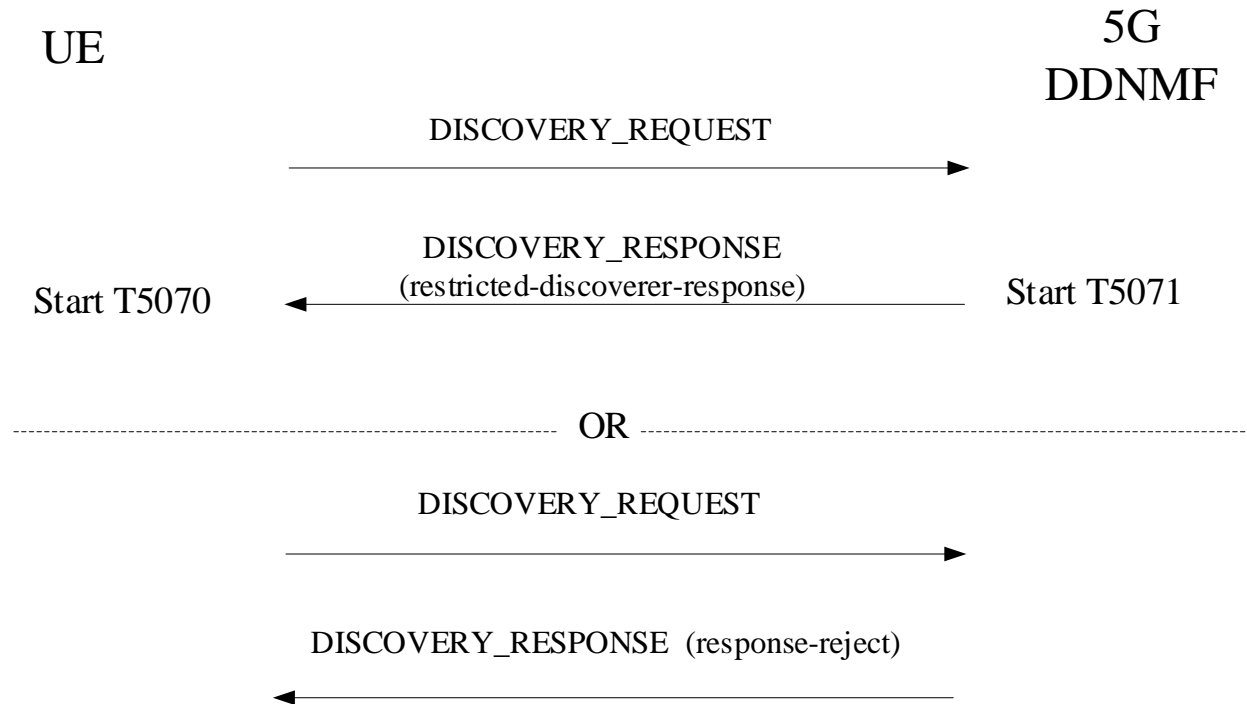 UE
5G
DDNMF
DISCOVERY_REQUEST
DISCOVERY_RESPONSE
(restricted-discoverer-response)
Start T5070
Start T5071
OR
DISCOVERY_REQUEST
DISCOVERY_RESPONSE (response-reject)